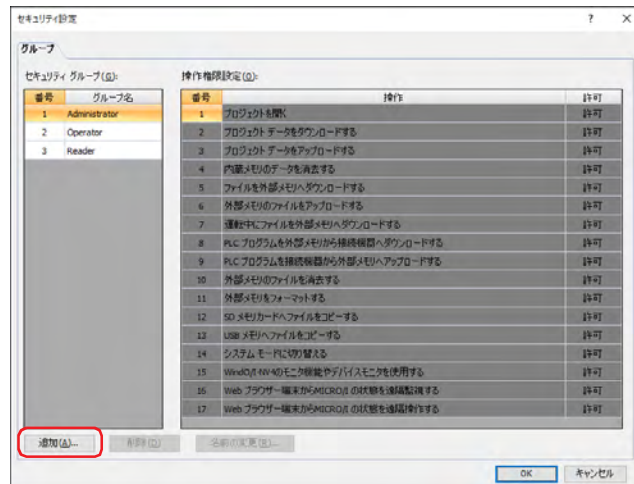 セキュリティ設定
? ×
グループ
セキュリティ グループ(G):
操作権限設定(O):
番号 グループ名
1 Administrator
2 Operator
3 Reader
番号 操作 許可
1 プロジェクトを開く 許可
2 プロジェクト データをダウンロードする 許可
3 プロジェクト データをアップロードする 許可
4 内蔵メモリのデータを消去する 許可
5 ファイルを外部メモリへダウンロードする 許可
6 外部メモリのファイルをアップロードする 許可
7 運転中にファイルを外部メモリへダウンロードする 許可
8 PLC プログラムを外部メモリから接続機器へダウンロードする 許可
9 PLC プログラムを接続機器から外部メモリへアップロードする 許可
10 外部メモリのファイルを消去する 許可
11 外部メモリをフォーマットする 許可
12 SD メモリカードへファイルをコピーする 許可
13 USB メモリへファイルをコピーする 許可
14 システム モードに切り替える 許可
15 WindO/I-NV4のモニタ機能やデバイスモニタを使用する 許可
16 Web ブラウザー端末からMICRO/I の状態を遠隔監視する 許可
17 Web ブラウザー端末からMICRO/I の状態を遠隔操作する 許可
追加(A)... 削除(D) 名前の変更(R)...
OK キャンセル